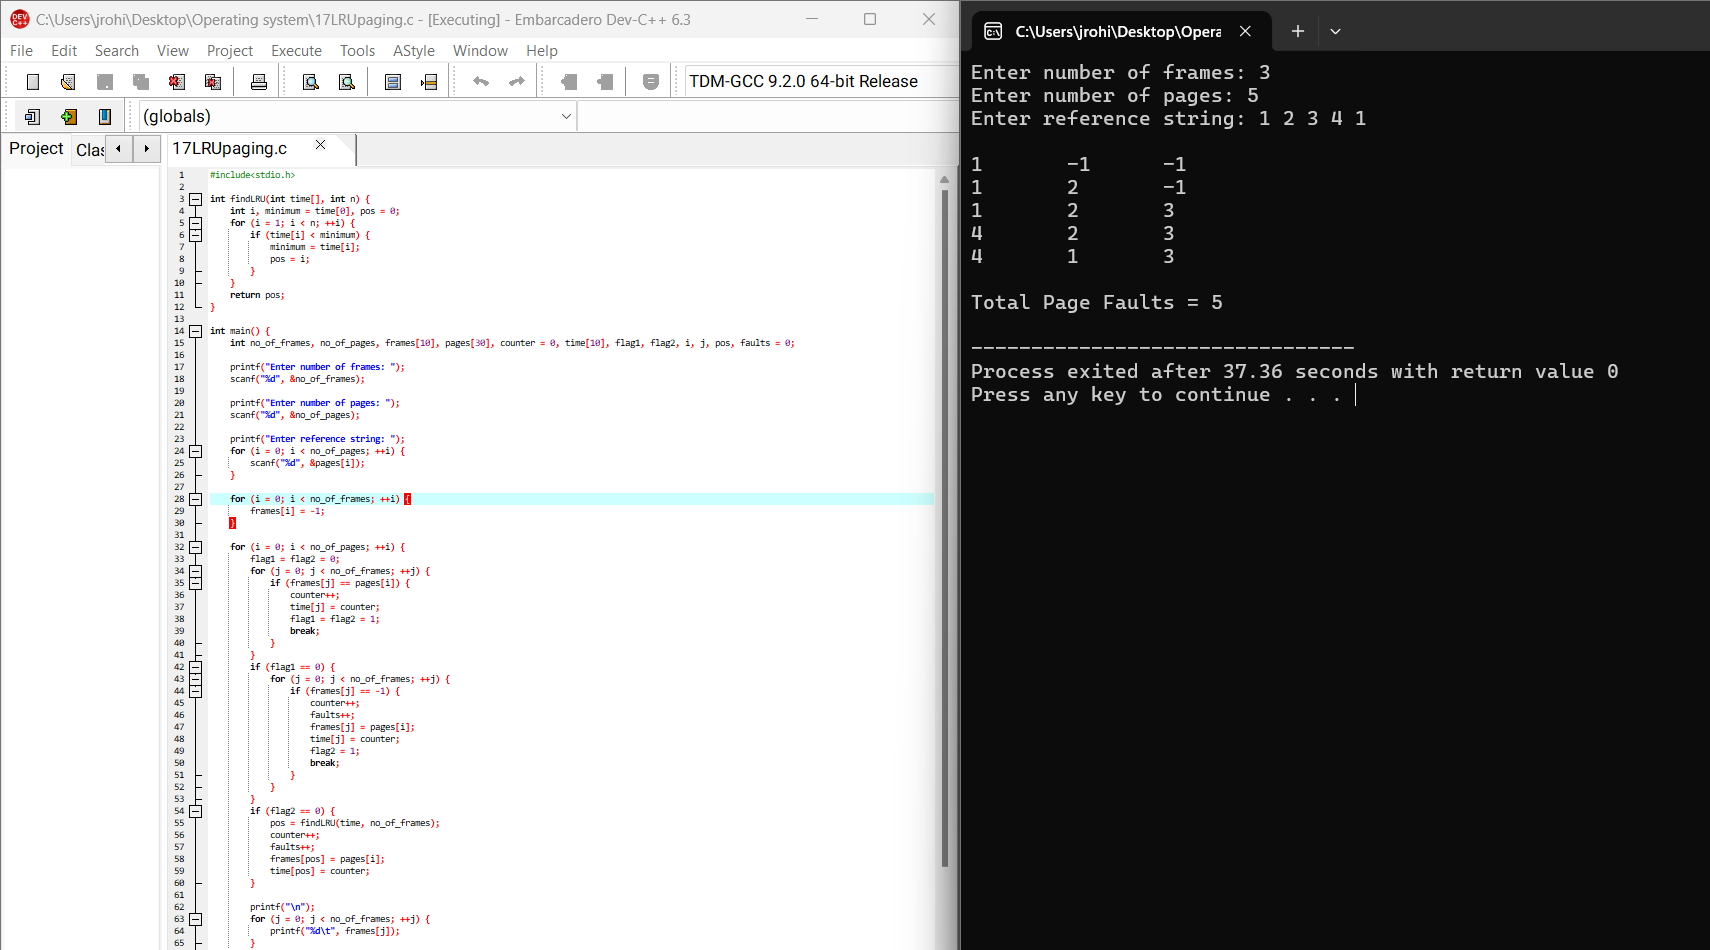 C:\Users\jrohi\Desktop\Operating system\17LRUpaging.c - [Executing] - Embarcadero Dev-C++ 6.3
File Edit Search View Project Execute Tools AStyle Window Help
TDM-GCC 9.2.0 64-bit Release
(globals)
Project Clas
17LRUpaging.c
1 #include<stdio.h>
2
3 int findLRU(int time[], int n) {
4 int i, minimum = time[0], pos = 0;
5 for (i = 1; i < n; ++i) {
6 if (time[i] < minimum) {
7 minimum = time[i];
8 pos = i;
9 }
10 }
11 return pos;
12 }
13
14 int main() {
15 int no_of_frames, no_of_pages, frames[10], pages[30], counter = 0, time[10], flag1, flag2, i, j, pos, faults = 0;
16
17 printf("Enter number of frames: ");
18 scanf("%d", &no_of_frames);
19
20 printf("Enter number of pages: ");
21 scanf("%d", &no_of_pages);
22
23 printf("Enter reference string: ");
24 for (i = 0; i < no_of_pages; ++i) {
25 scanf("%d", &pages[i]);
26 }
27
28 for (i = 0; i < no_of_frames; ++i) {
29 frames[i] = -1;
30 }
31
32 for (i = 0; i < no_of_pages; ++i) {
33 flag1 = flag2 = 0;
34 for (j = 0; j < no_of_frames; ++j) {
35 if (frames[j] == pages[i]) {
36 counter++;
37 time[j] = counter;
38 flag1 = flag2 = 1;
39 break;
40 }
41 }
42 if (flag1 == 0) {
43 for (j = 0; j < no_of_frames; ++j) {
44 if (frames[j] == -1) {
45 counter++;
46 faults++;
47 frames[j] = pages[i];
48 time[j] = counter;
49 flag2 = 1;
50 break;
51 }
52 }
53 }
54 if (flag2 == 0) {
55 pos = findLRU(time, no_of_frames);
56 counter++;
57 faults++;
58 frames[pos] = pages[i];
59 time[pos] = counter;
60 }
61
62 printf("\n");
63 for (j = 0; j < no_of_frames; ++j) {
64 printf("%d\t", frames[j]);
65 }
C:\Users\jrohi\Desktop\Opera
Enter number of frames: 3
Enter number of pages: 5
Enter reference string: 1 2 3 4 1
1 -1 -1
1 2 -1
1 2 3
4 2 3
4 1 3
Total Page Faults = 5
--------------------------------
Process exited after 37.36 seconds with return value 0
Press any key to continue . . .